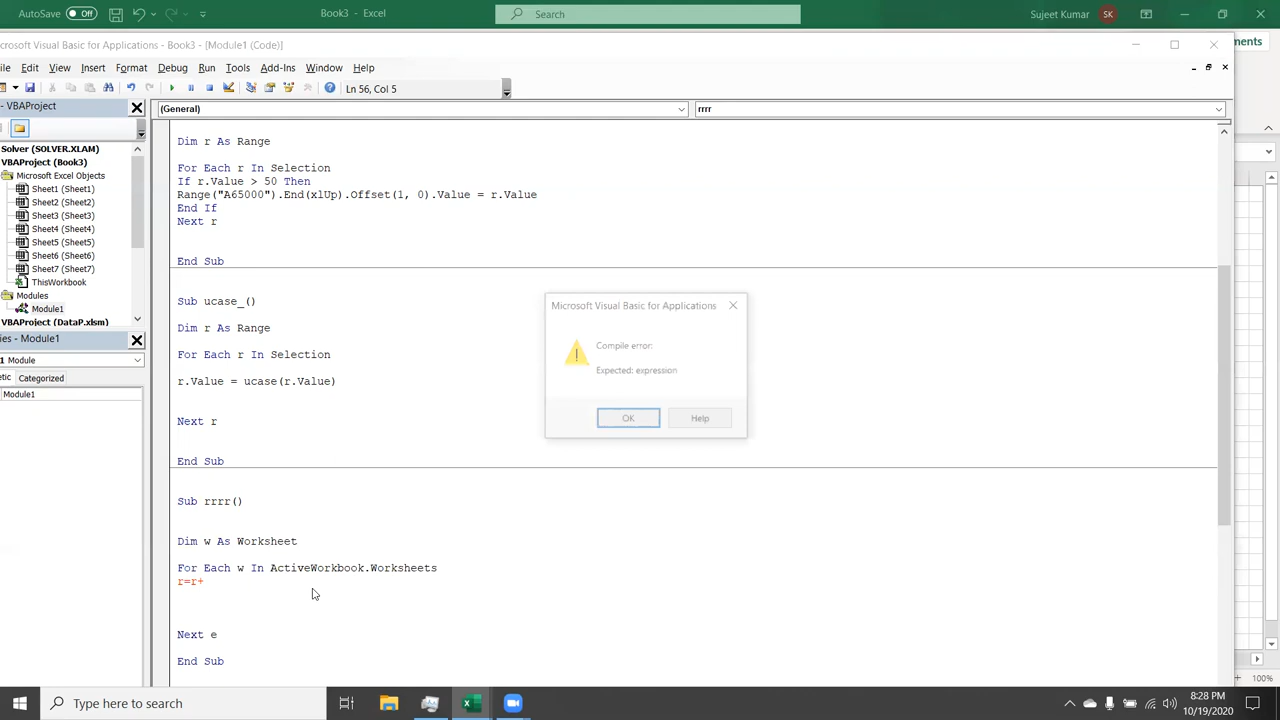 AutoSave Off Book3 - Excel Search Sujeet Kumar SK
ments
icrosoft Visual Basic for Applications - Book3 - [Module1 (Code)]
ile Edit View Insert Format Debug Run Tools Add-Ins Window Help
Ln 56, Col 5
- VBAProject
(General) rrrr
Solver (SOLVER.XLAM)
VBAProject (Book3)
Microsoft Excel Objects
Sheet1 (Sheet1)
Sheet2 (Sheet2)
Sheet3 (Sheet3)
Sheet4 (Sheet4)
Sheet5 (Sheet5)
Sheet6 (Sheet6)
Sheet7 (Sheet7)
ThisWorkbook
Modules
Module1
VBAProject (DataP.xlsm)
ies - Module1
1 Module
etic Categorized
Module1
Dim r As Range
For Each r In Selection
If r.Value > 50 Then
Range("A65000").End(xlUp).Offset(1, 0).Value = r.Value
End If
Next r
End Sub
Sub ucase_()
Dim r As Range
For Each r In Selection
r.Value = ucase(r.Value)
Next r
End Sub
Sub rrrr()
Dim w As Worksheet
For Each w In ActiveWorkbook.Worksheets
r=r+
Next e
End Sub
Microsoft Visual Basic for Applications
Compile error:
Expected: expression
OK Help
100%
Type here to search
8:28 PM
10/19/2020